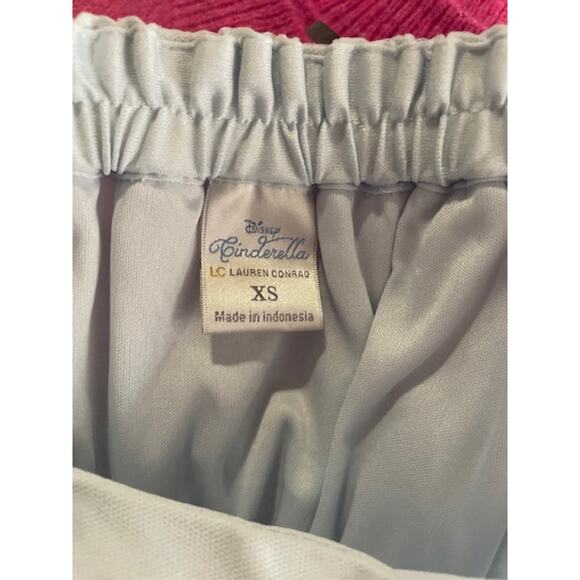 Disney
Cinderella
LC LAUREN CONRAD
XS
Made in Indonesia